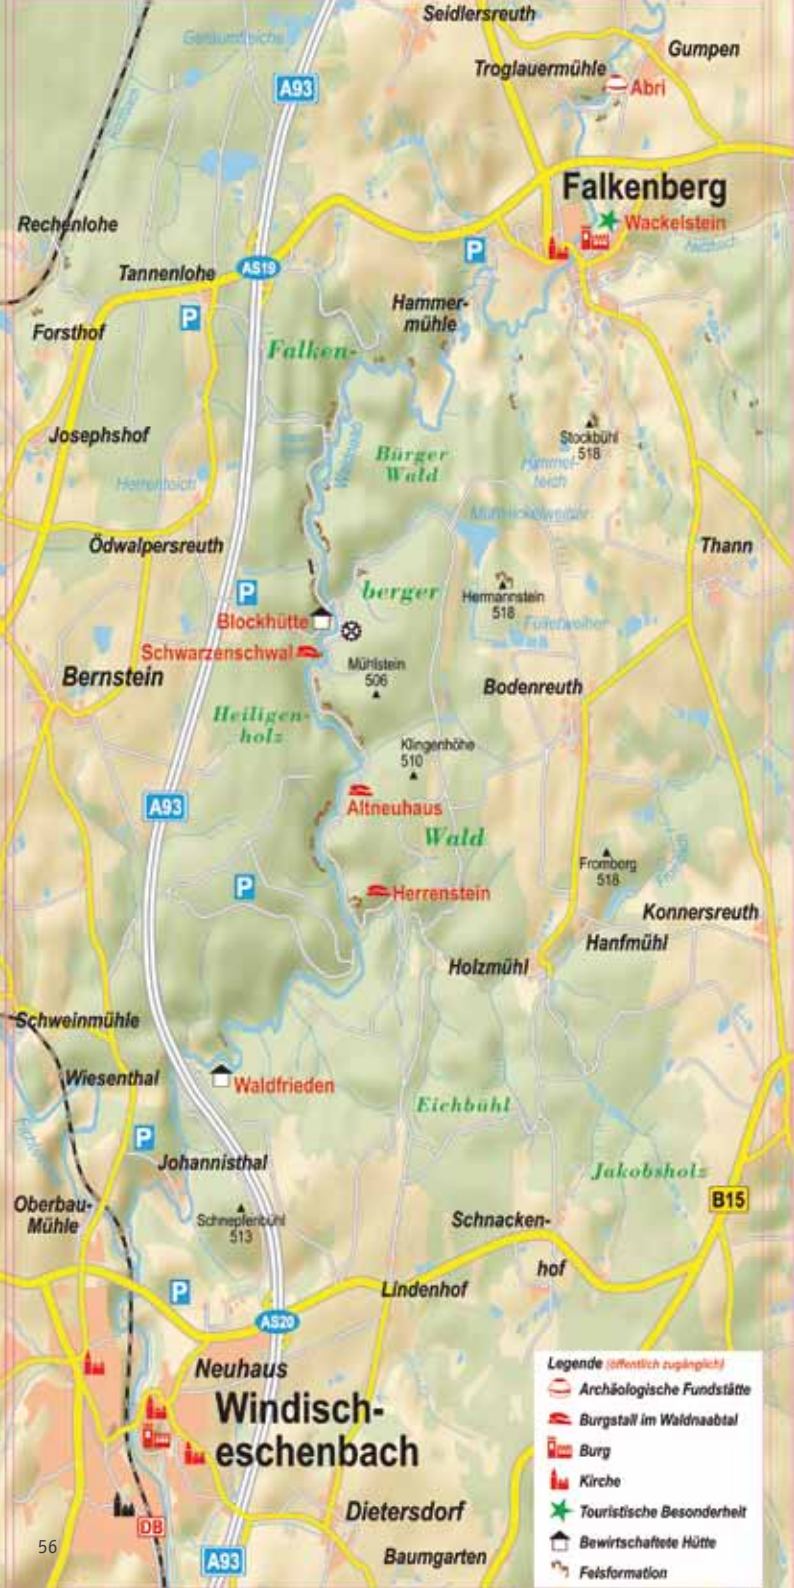 Seidlersreuth
Gumpen
Troglauermühle
A93
Abri
Falkenberg
Wackelstein
Rechenlohe
P
AS19
Tannenlohe
Hammer-
mühle
P
Forsthof
Falken-
Josephshof
Stockbühl
518
Bürger
Wald
Hammel-
teich
Herrenteich
Ödwalpersreuth
Thann
P
berger
Hermannstein
518
Blockhütte
Schwarzenschwal
Mühlstein
506
Bernstein
Bodenreuth
Heiligen-
holz
Klingenhöhe
510
A93
Altneuhaus
Wald
Fromberg
518
P
Herrenstein
Konnersreuth
Hanfmühl
Holzmühl
Schweinmühle
Wiesenthal
Waldfrieden
Eichbühl
P
Johannisthal
Jakobsholz
B15
Oberbau-
Mühle
Schnepfenbühl
513
Schnacken-
hof
P
Lindenhof
AS20
Neuhaus
Windisch-
eschenbach
Dietersdorf
DB
Baumgarten
A93
56
Legende (öffentlich zugänglich)
Archäologische Fundstätte
Burgstall im Waldnaabtal
Burg
Kirche
Touristische Besonderheit
Bewirtschaftete Hütte
Felsformation